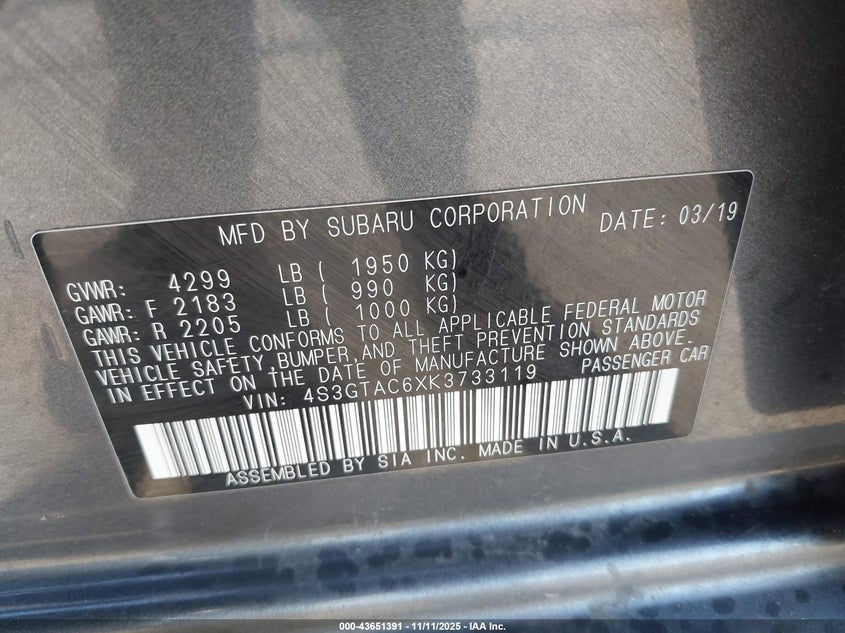 MFD BY SUBARU CORPORATION DATE: 03/19
GVWR: 4299 LB ( 1950 KG)
GAWR: F 2183 LB ( 990 KG)
GAWR: R 2205 LB ( 1000 KG)
THIS VEHICLE CONFORMS TO ALL APPLICABLE FEDERAL MOTOR
VEHICLE SAFETY, BUMPER, AND THEFT PREVENTION STANDARDS
IN EFFECT ON THE DATE OF MANUFACTURE SHOWN ABOVE.
VIN: 4S3GTAC6XK3733119 PASSENGER CAR
ASSEMBLED BY SIA INC. MADE IN U.S.A.
000-43651391 - 11/11/2025 - IAA Inc.